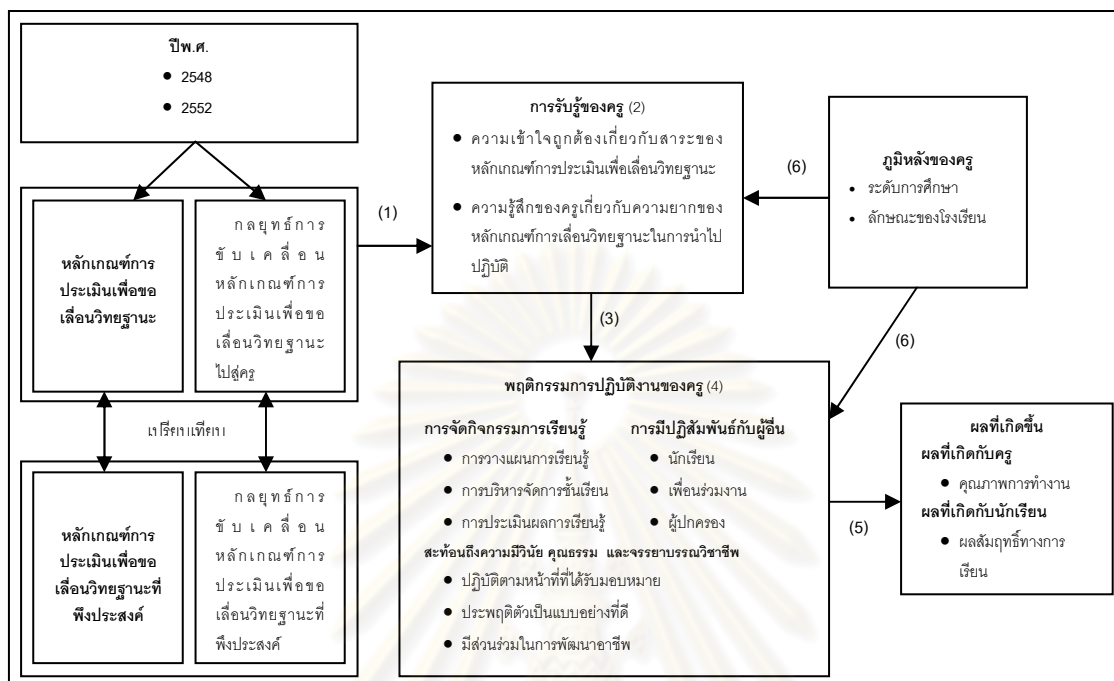 ปีพ.ศ.
● 2548
● 2552
หลักเกณฑ์การ
ประเมินเพื่อขอ
เลื่อนวิทยฐานะ
กลยุทธ์การ
ขับเคลื่อน
หลักเกณฑ์การ
ประเมินเพื่อขอ
เลื่อนวิทยฐานะ
ไปสู่ครู
เปรียบเทียบ
หลักเกณฑ์การ
ประเมินเพื่อขอ
เลื่อนวิทยฐานะที่
พึงประสงค์
กลยุทธ์การ
ขับเคลื่อน
หลักเกณฑ์การ
ประเมินเพื่อขอ
เลื่อนวิทยฐานะที่
พึงประสงค์
(1)
การรับรู้ของครู (2)
● ความเข้าใจถูกต้องเกี่ยวกับสาระของ
หลักเกณฑ์การประเมินเพื่อเลื่อนวิทยฐานะ
● ความรู้สึกของครูเกี่ยวกับความยากของ
หลักเกณฑ์การเลื่อนวิทยฐานะในการนำไป
ปฏิบัติ
(6)
ภูมิหลังของครู
• ระดับการศึกษา
• ลักษณะของโรงเรียน
(3)
(6)
พฤติกรรมการปฏิบัติงานของครู (4)
การจัดกิจกรรมการเรียนรู้
● การวางแผนการเรียนรู้
● การบริหารจัดการชั้นเรียน
● การประเมินผลการเรียนรู้
การมีปฏิสัมพันธ์กับผู้อื่น
● นักเรียน
● เพื่อนร่วมงาน
● ผู้ปกครอง
สะท้อนถึงความมีวินัย คุณธรรม และจรรยาบรรณวิชาชีพ
● ปฏิบัติตามหน้าที่ที่ได้รับมอบหมาย
● ประพฤติตัวเป็นแบบอย่างที่ดี
● มีส่วนร่วมในการพัฒนาอาชีพ
(5)
ผลที่เกิดขึ้น
ผลที่เกิดกับครู
● คุณภาพการทำงาน
ผลที่เกิดกับนักเรียน
● ผลสัมฤทธิ์ทางการ
เรียน